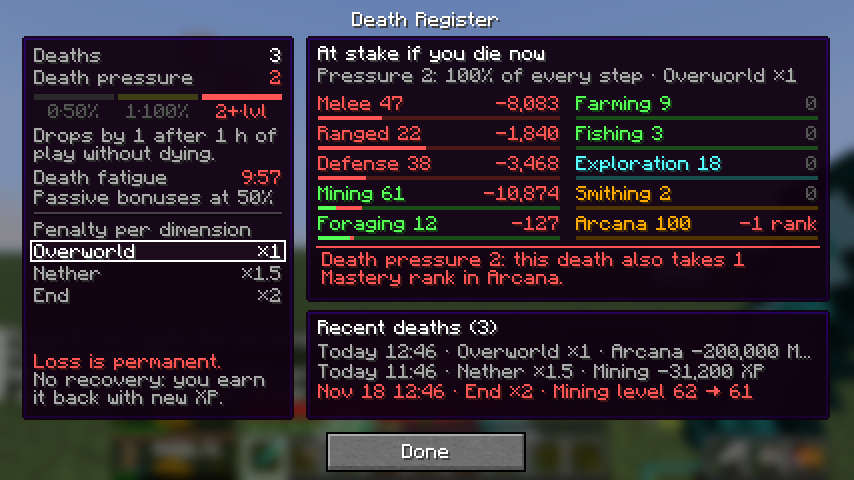 Death Register
Deaths 3
Death pressure 2
0·50% 1·100% 2+·lvl
Drops by 1 after 1 h of
play without dying.
Death fatigue 9:57
Passive bonuses at 50%
Penalty per dimension
Overworld ×1
Nether ×1.5
End ×2
Loss is permanent.
No recovery: you earn
it back with new XP.
At stake if you die now
Pressure 2: 100% of every step · Overworld ×1
Melee 47 -8,083 Farming 9 0
Ranged 22 -1,840 Fishing 3 0
Defense 38 -3,468 Exploration 18 0
Mining 61 -10,874 Smithing 2 0
Foraging 12 -127 Arcana 100 -1 rank
Death pressure 2: this death also takes 1
Mastery rank in Arcana.
Recent deaths (3)
Today 12:46 · Overworld ×1 · Arcana -200,000 M...
Today 11:46 · Nether ×1.5 · Mining -31,200 XP
Nov 18 12:46 · End ×2 · Mining level 62 → 61
Done